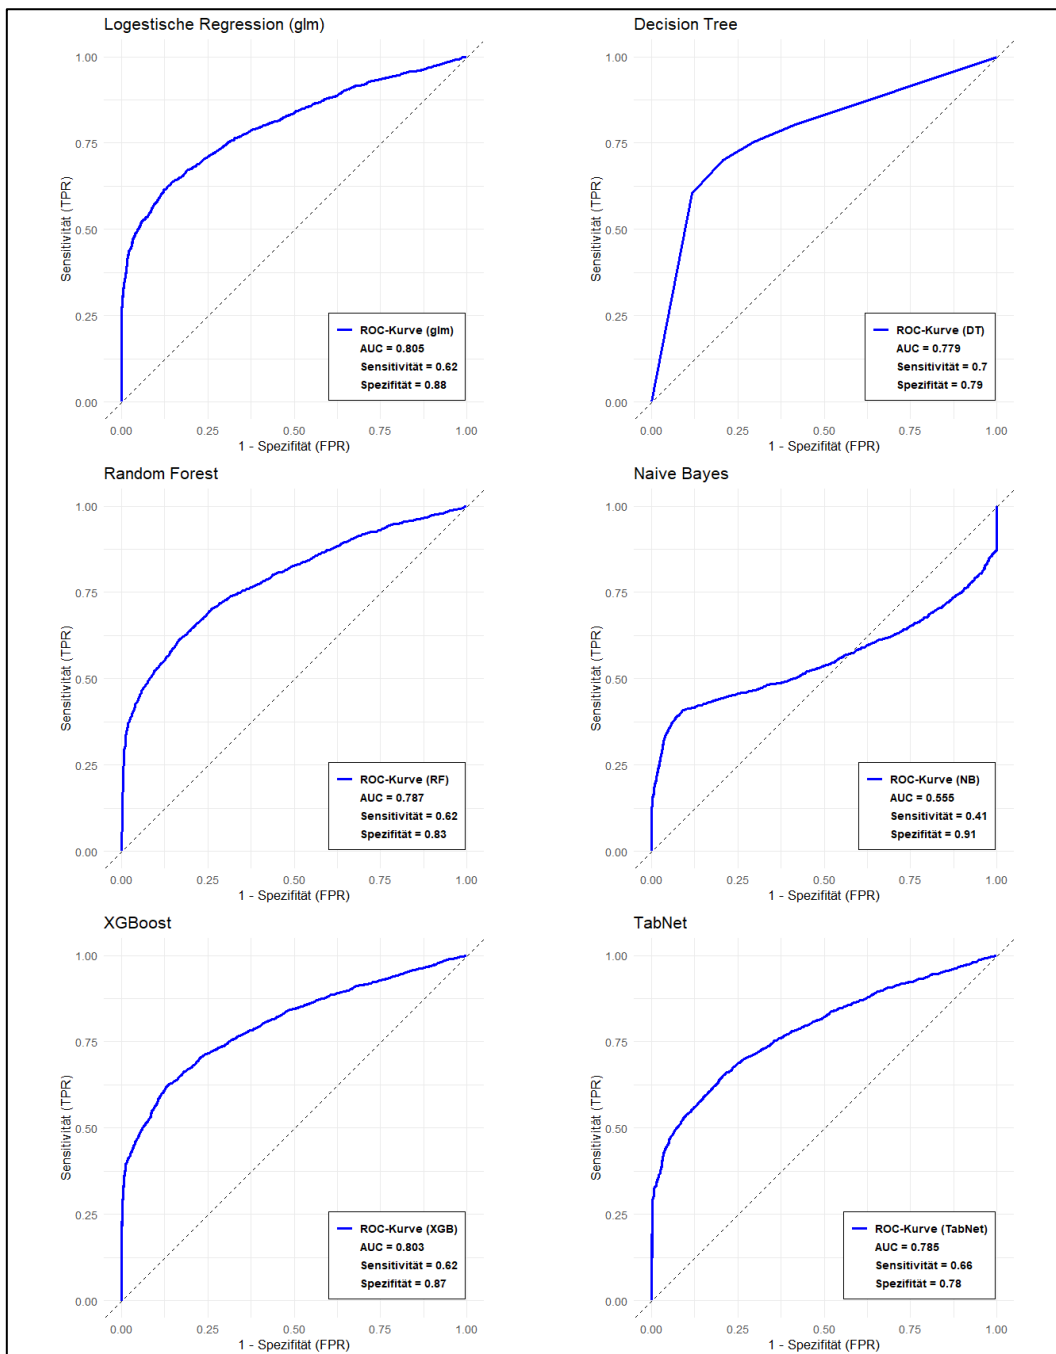 Logestische Regression (glm)
1.00
0.75
0.50
0.25
0.00
Sensitivität (TPR)
ROC-Kurve (glm)
AUC = 0.805
Sensitivität = 0.62
Spezifität = 0.88
0.00 0.25 0.50 0.75 1.00
1 - Spezifität (FPR)
Decision Tree
1.00
0.75
0.50
0.25
0.00
Sensitivität (TPR)
ROC-Kurve (DT)
AUC = 0.779
Sensitivität = 0.7
Spezifität = 0.79
0.00 0.25 0.50 0.75 1.00
1 - Spezifität (FPR)
Random Forest
1.00
0.75
0.50
0.25
0.00
Sensitivität (TPR)
ROC-Kurve (RF)
AUC = 0.787
Sensitivität = 0.62
Spezifität = 0.83
0.00 0.25 0.50 0.75 1.00
1 - Spezifität (FPR)
Naive Bayes
1.00
0.75
0.50
0.25
0.00
Sensitivität (TPR)
ROC-Kurve (NB)
AUC = 0.555
Sensitivität = 0.41
Spezifität = 0.91
0.00 0.25 0.50 0.75 1.00
1 - Spezifität (FPR)
XGBoost
1.00
0.75
0.50
0.25
0.00
Sensitivität (TPR)
ROC-Kurve (XGB)
AUC = 0.803
Sensitivität = 0.62
Spezifität = 0.87
0.00 0.25 0.50 0.75 1.00
1 - Spezifität (FPR)
TabNet
1.00
0.75
0.50
0.25
0.00
Sensitivität (TPR)
ROC-Kurve (TabNet)
AUC = 0.785
Sensitivität = 0.66
Spezifität = 0.78
0.00 0.25 0.50 0.75 1.00
1 - Spezifität (FPR)